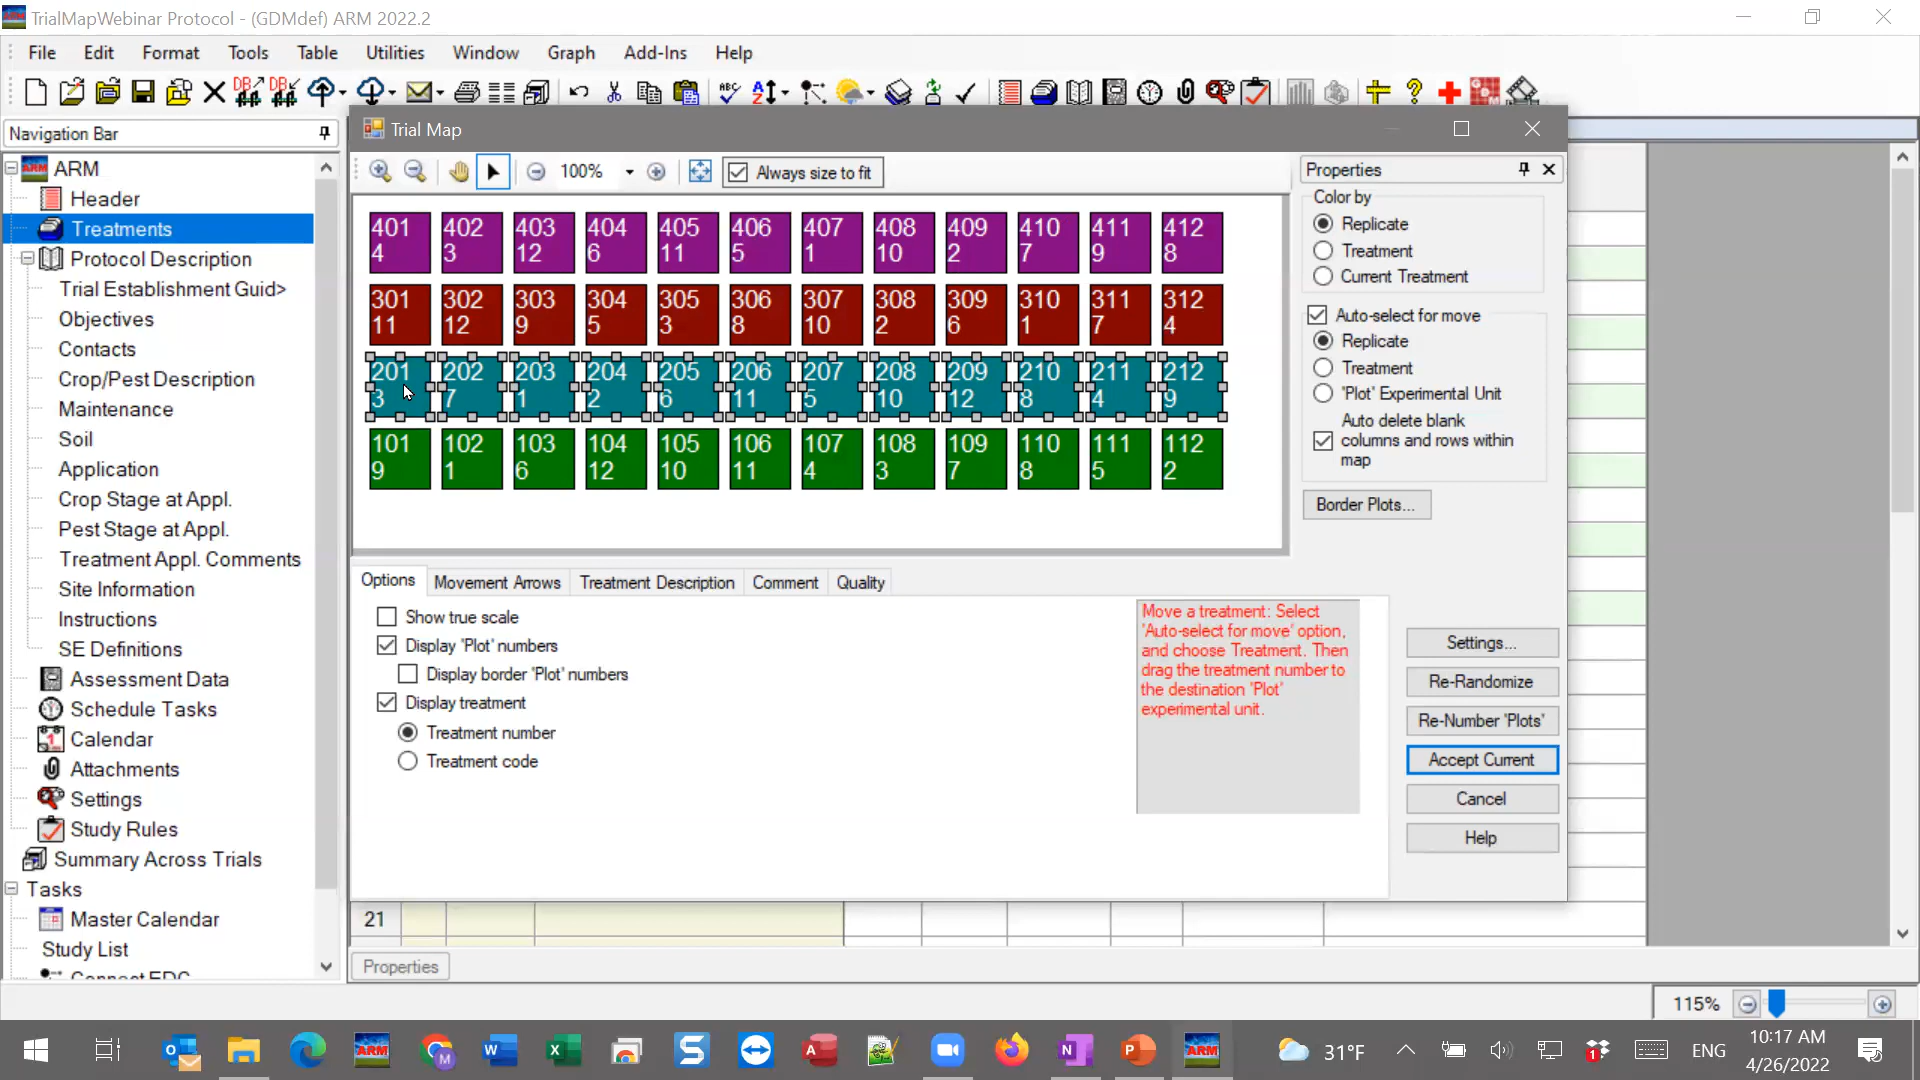 TrialMapWebinar Protocol - (GDMdef) ARM 2022.2
File Edit Format Tools Table Utilities Window Graph Add-Ins Help
Navigation Bar
ARM
Header
Treatments
Protocol Description
Trial Establishment Guid>
Objectives
Contacts
Crop/Pest Description
Maintenance
Soil
Application
Crop Stage at Appl.
Pest Stage at Appl.
Treatment Appl. Comments
Site Information
Instructions
SE Definitions
Assessment Data
Schedule Tasks
Calendar
Attachments
Settings
Study Rules
Summary Across Trials
Tasks
Master Calendar
Study List
Connect EDC
Trial Map
100%
Always size to fit
401 402 403 404 405 406 407 408 409 410 411 412
4 3 12 6 11 5 1 10 2 7 9 8
301 302 303 304 305 306 307 308 309 310 311 312
11 12 9 5 3 8 10 2 6 1 7 4
201 202 203 204 205 206 207 208 209 210 211 212
3 7 1 2 6 11 5 10 12 8 4 9
101 102 103 104 105 106 107 108 109 110 111 112
9 1 6 12 10 11 4 3 7 8 5 2
Properties
Color by
Replicate
Treatment
Current Treatment
Auto-select for move
Replicate
Treatment
'Plot' Experimental Unit
Auto delete blank
columns and rows within
map
Border Plots...
Options Movement Arrows Treatment Description Comment Quality
Show true scale
Display 'Plot' numbers
Display border 'Plot' numbers
Display treatment
Treatment number
Treatment code
Move a treatment: Select
'Auto-select for move' option,
and choose Treatment. Then
drag the treatment number to
the destination 'Plot'
experimental unit.
Settings...
Re-Randomize
Re-Number 'Plots'
Accept Current
Cancel
Help
21
Properties
115%
31°F
ENG
10:17 AM
4/26/2022